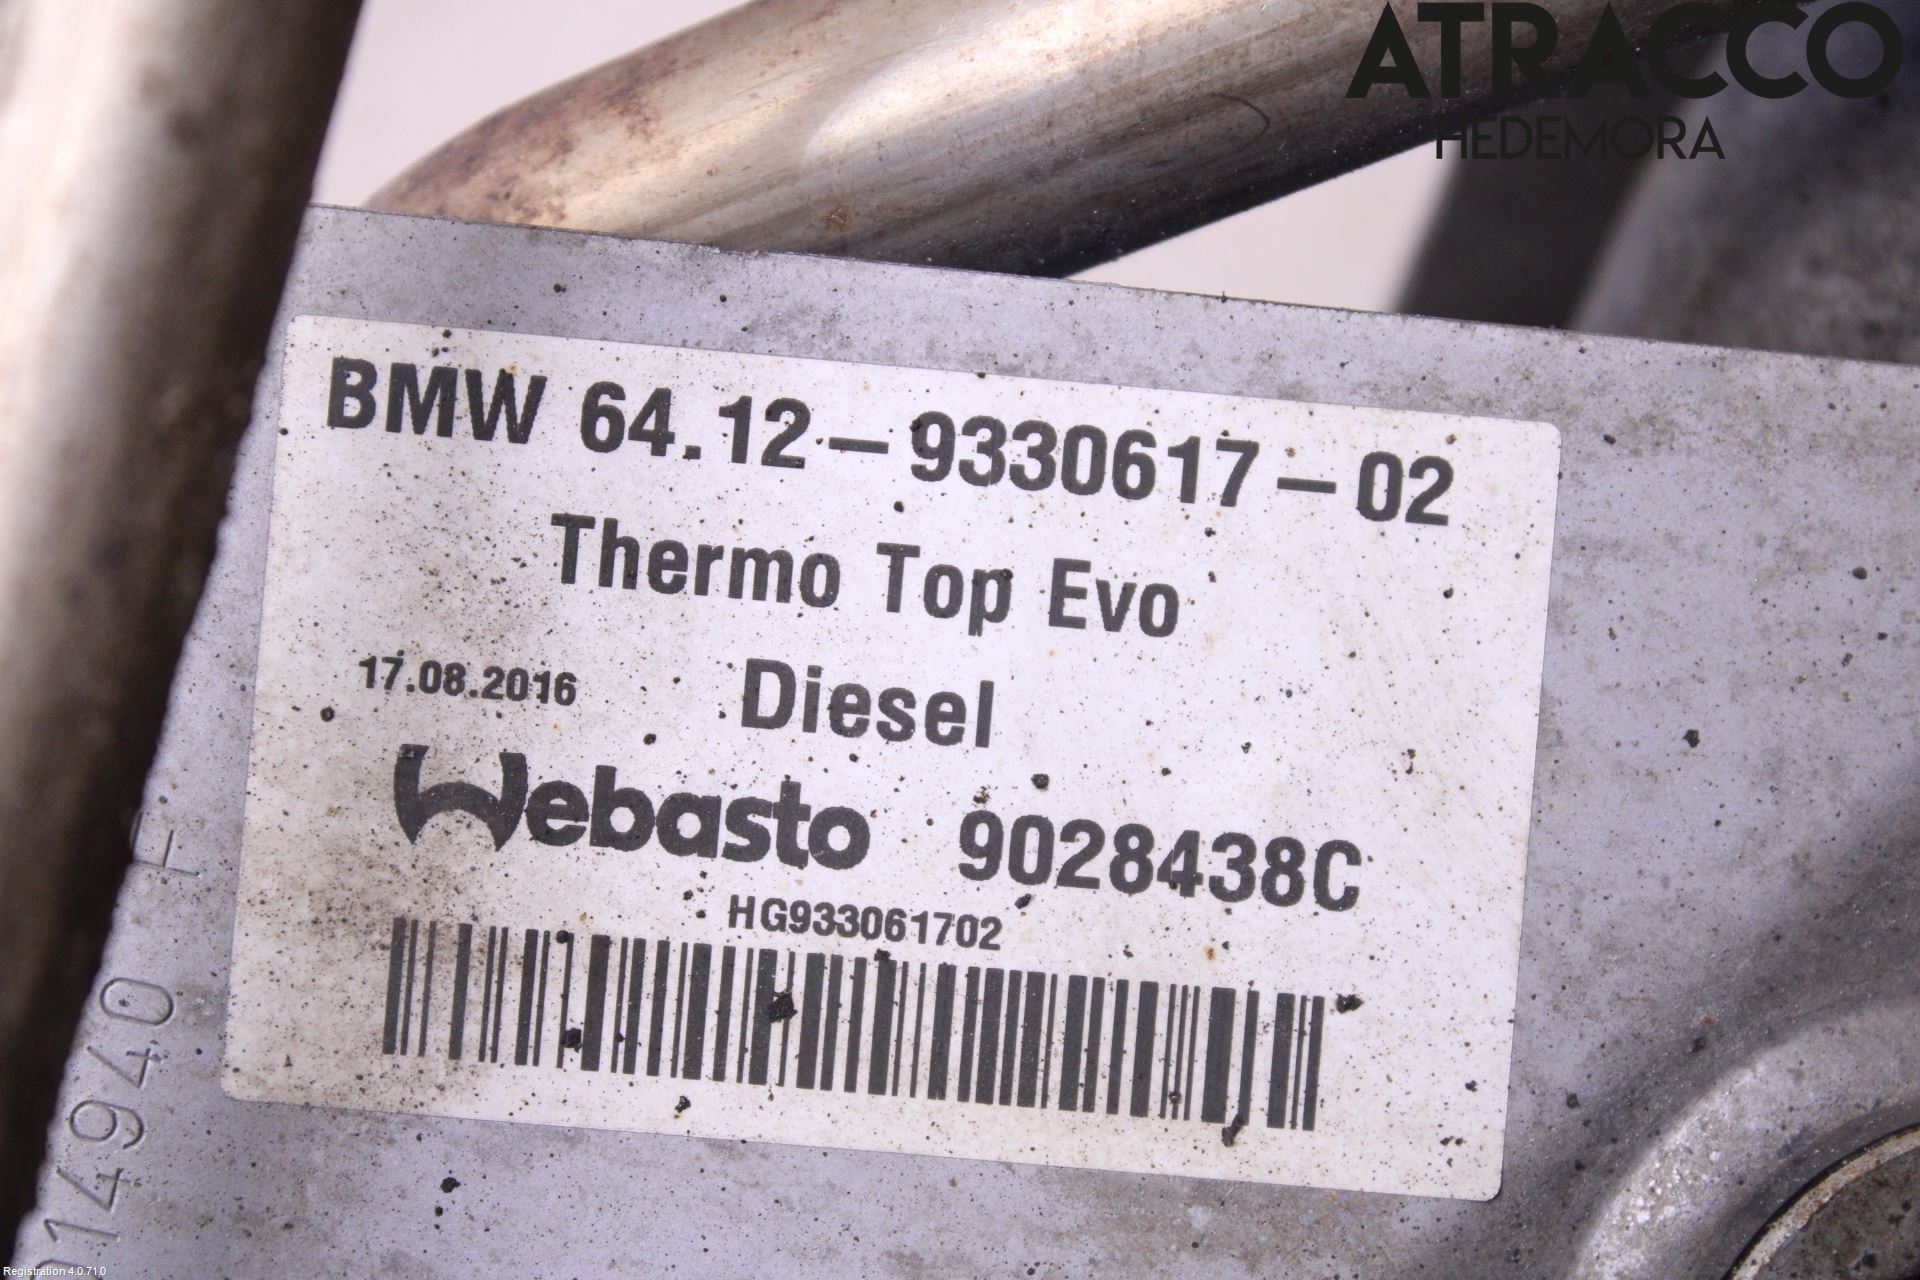 ATRACCO
HEDEMORA
BMW 64.12-9330617-02
Thermo Top Evo
17.08.2016 Diesel
Webasto 9028438C
HG933061702
14940 F
Registration 4.0.71.0